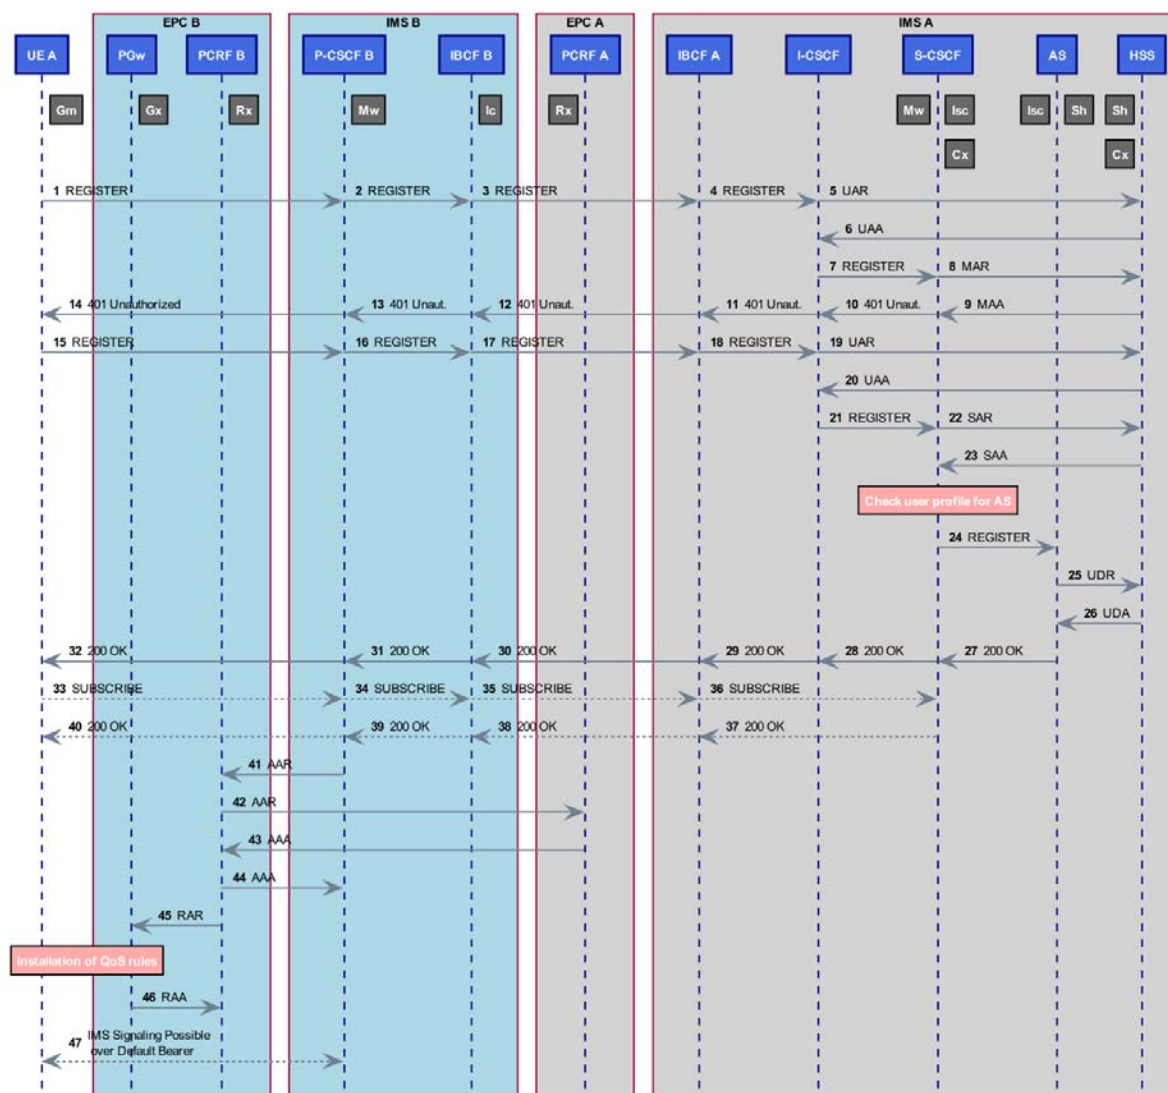 EPC B IMS B EPC A IMS A
UE A PGw PCRF B P-CSCF B IBCF B PCRF A IBCF A I-CSCF S-CSCF AS HSS
Gm Gx Rx Mw Ic Rx Mw Isc Isc Sh Sh
Cx Cx
1 REGISTER 2 REGISTER 3 REGISTER 4 REGISTER 5 UAR
6 UAA
7 REGISTER 8 MAR
14 401 Unauthorized 13 401 Unaut. 12 401 Unaut. 11 401 Unaut. 10 401 Unaut. 9 MAA
15 REGISTER 16 REGISTER 17 REGISTER 18 REGISTER 19 UAR
20 UAA
21 REGISTER 22 SAR
23 SAA
Check user profile for AS
24 REGISTER
25 UDR
26 UDA
32 200 OK 31 200 OK 30 200 OK 29 200 OK 28 200 OK 27 200 OK
33 SUBSCRIBE 34 SUBSCRIBE 35 SUBSCRIBE 36 SUBSCRIBE
40 200 OK 39 200 OK 38 200 OK 37 200 OK
41 AAR
42 AAR
43 AAA
44 AAA
45 RAR
Installation of QoS rules
46 RAA
47 IMS Signaling Possible
over Default Bearer